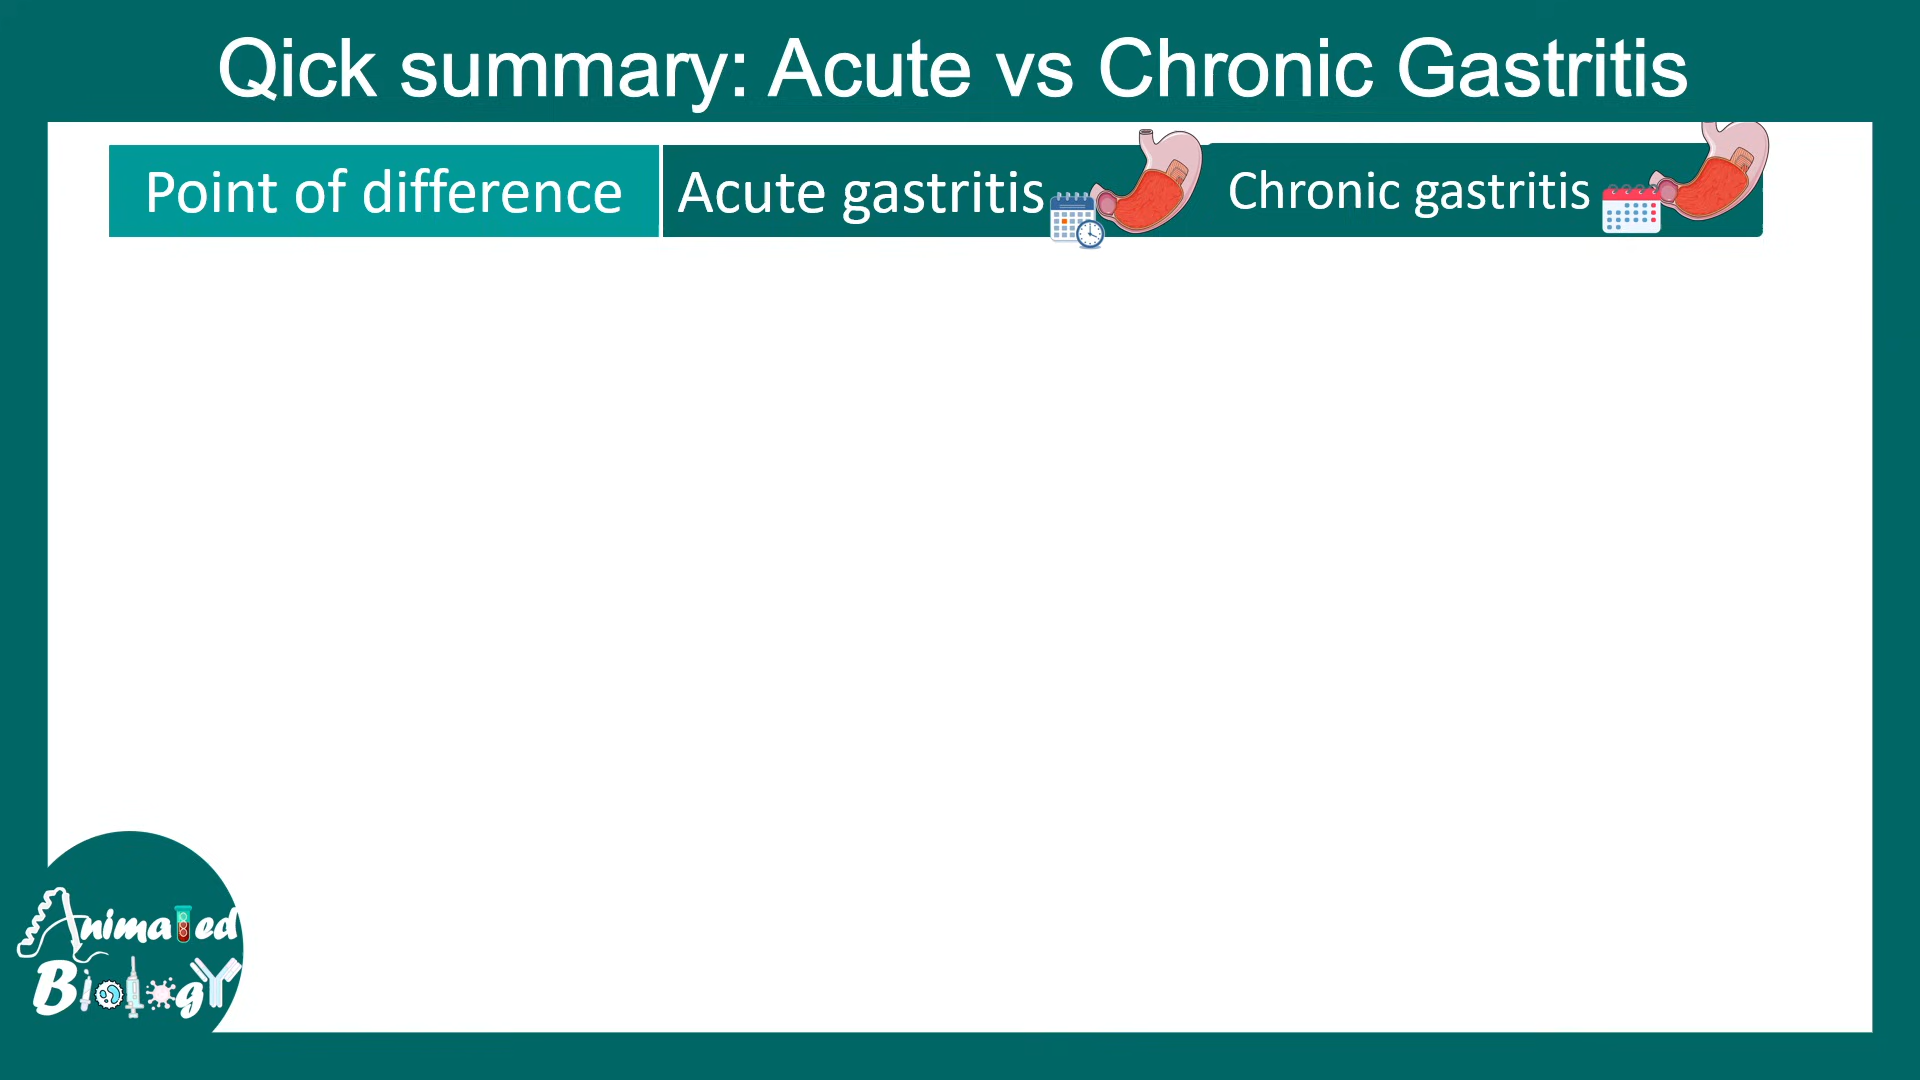 Qick summary: Acute vs Chronic Gastritis
Point of difference Acute gastritis Chronic gastritis
Animated
Biology